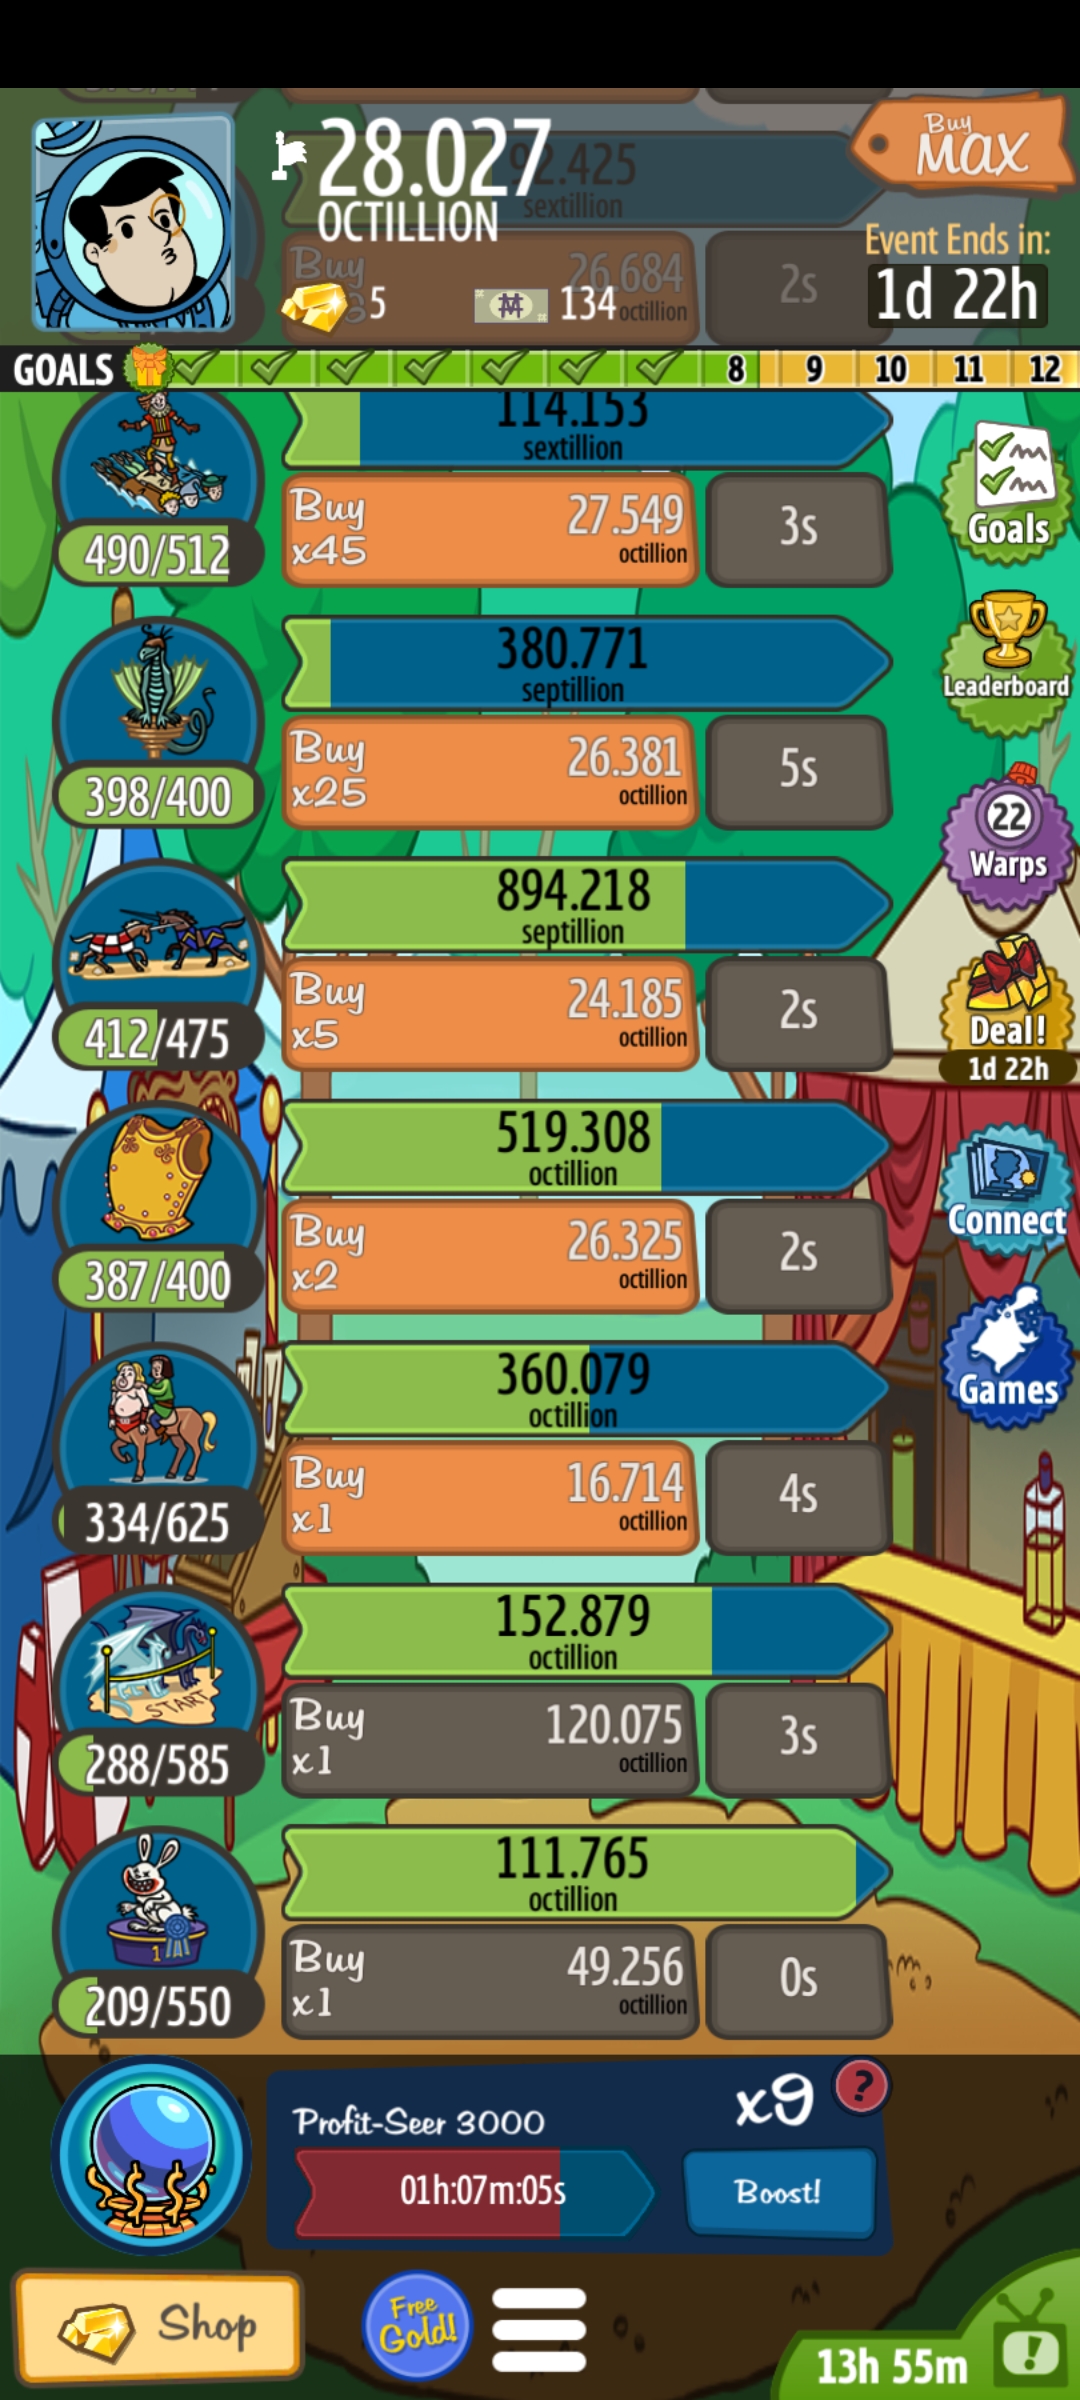 28.027
OCTILLION
92.425
sextillion
Buy
MAX
Event Ends in:
1d 22h
Buy
26.684
octillion
2s
5
134
GOALS
8
9
10
11
12
114.153
sextillion
490/512
Buy
x45
27.549
octillion
3s
Goals
380.771
septillion
398/400
Buy
x25
26.381
octillion
5s
Leaderboard
22
Warps
894.218
septillion
412/475
Buy
x5
24.185
octillion
2s
Deal!
1d 22h
519.308
octillion
387/400
Buy
x2
26.325
octillion
2s
Connect
360.079
octillion
334/625
Buy
x1
16.714
octillion
4s
Games
152.879
octillion
START
288/585
Buy
x1
120.075
octillion
3s
111.765
octillion
1
209/550
Buy
x1
49.256
octillion
0s
Profit-Seer 3000
x9
?
01h:07m:05s
Boost!
Shop
Free
Gold!
13h 55m
!